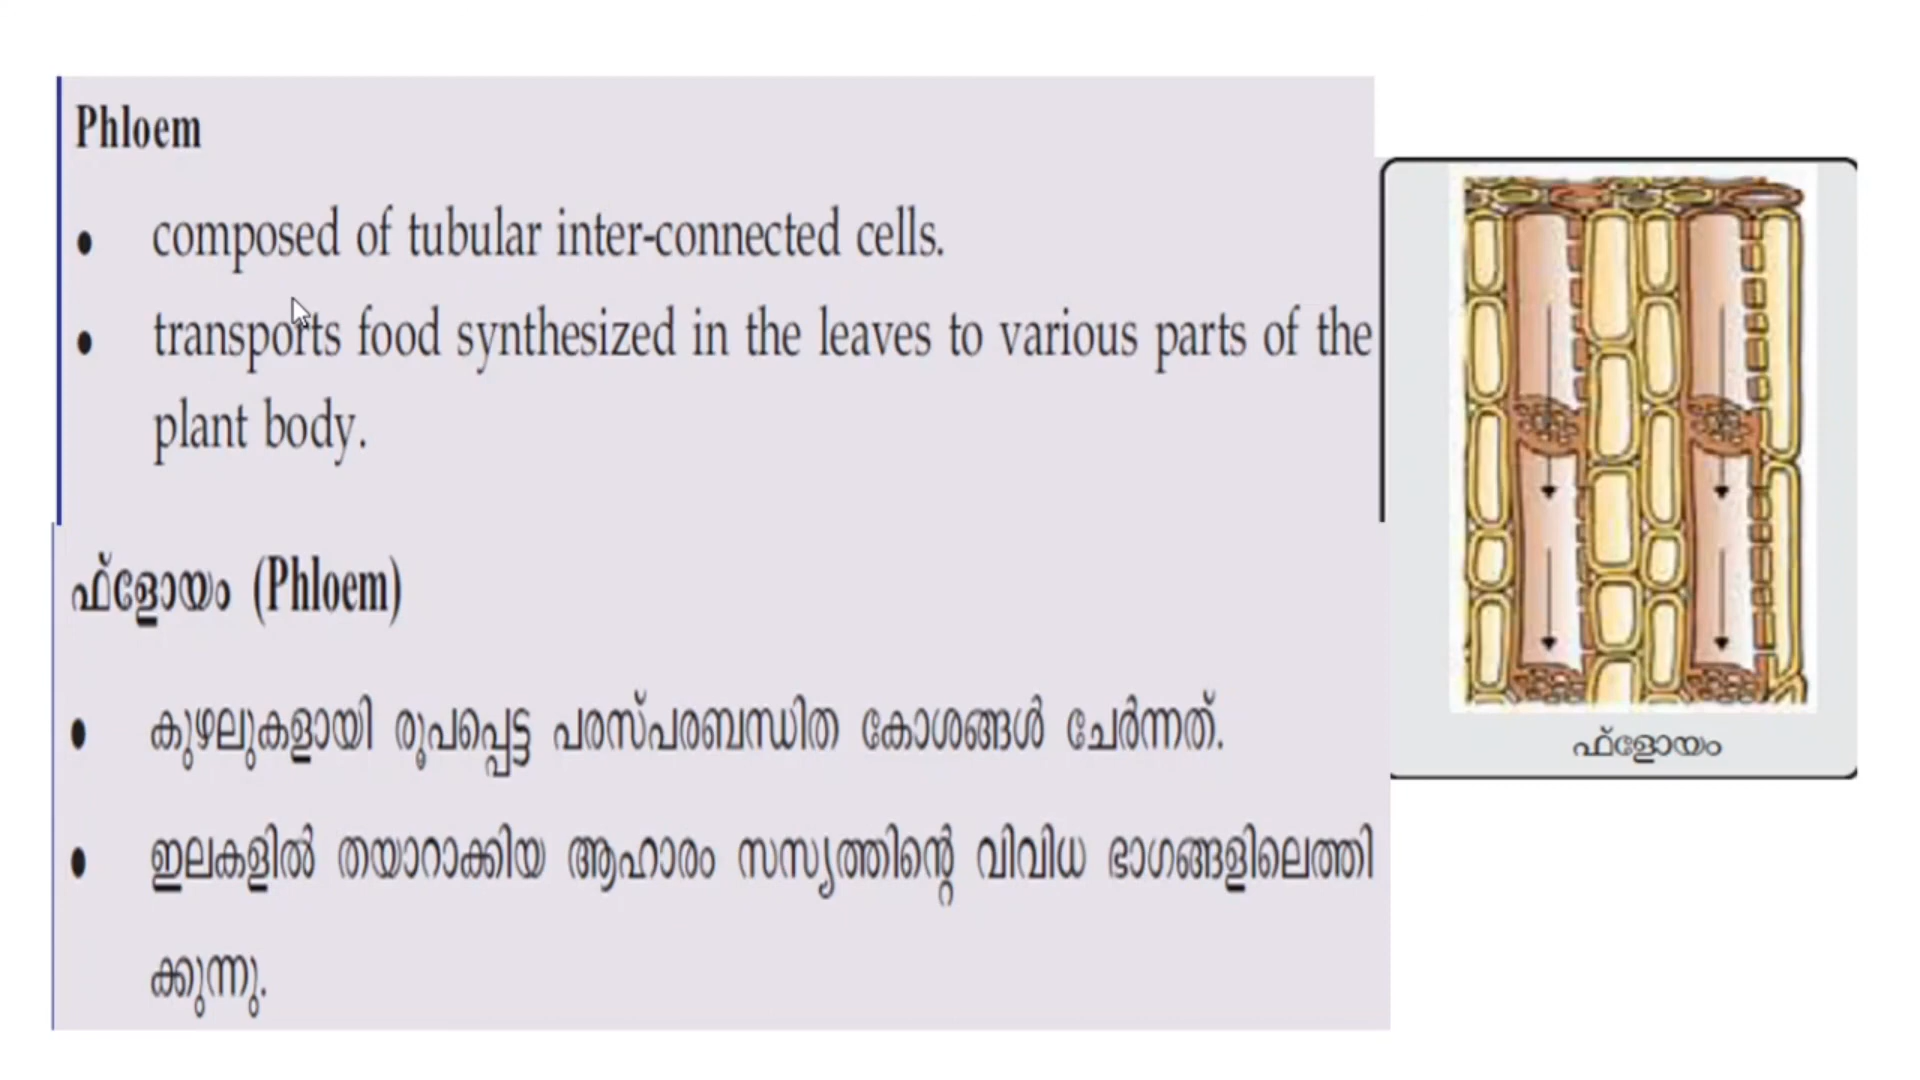 Phloem
• composed of tubular inter-connected cells.
• transports food synthesized in the leaves to various parts of the
plant body.
ഫ്ളോയം (Phloem)
• കുഴലുകളായി രൂപപ്പെട്ട പരസ്പരബന്ധിത കോശങ്ങൾ ചേർന്നത്.
• ഇലകളിൽ തയാറാക്കിയ ആഹാരം സസ്യത്തിന്റെ വിവിധ ഭാഗങ്ങളിലെത്തി
ക്കുന്നു.
ഫ്ളോയം